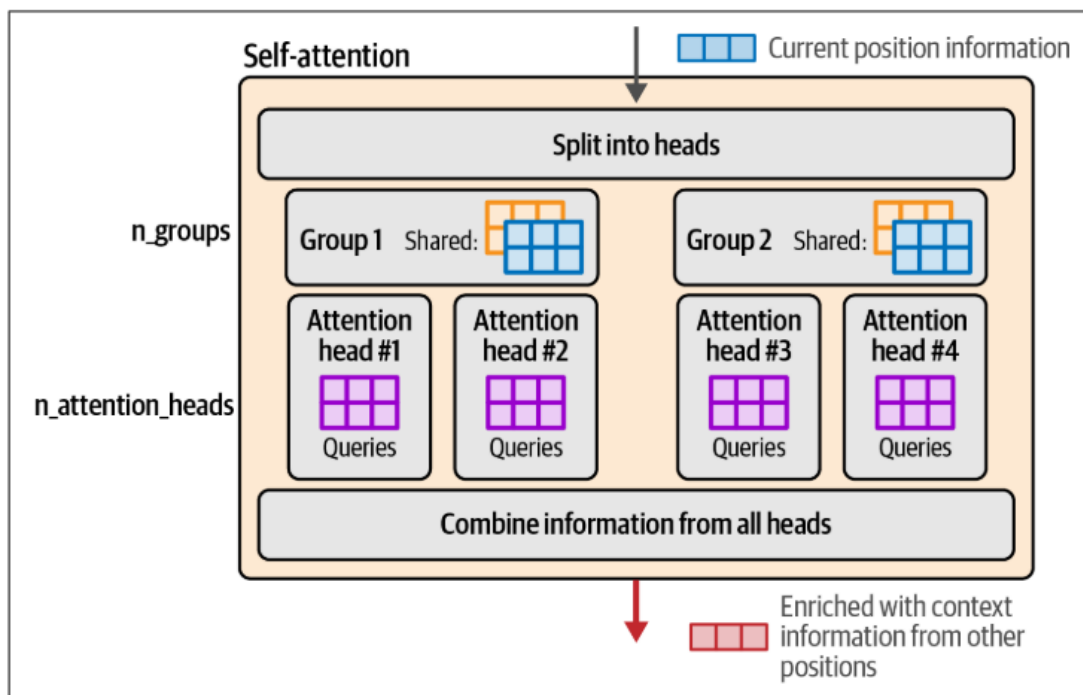 Current position information
Self-attention
Split into heads
n_groups
Group 1 Shared:
Group 2 Shared:
Attention
head #1
Attention
head #2
Attention
head #3
Attention
head #4
n_attention_heads
Queries
Queries
Queries
Queries
Combine information from all heads
Enriched with context
information from other
positions